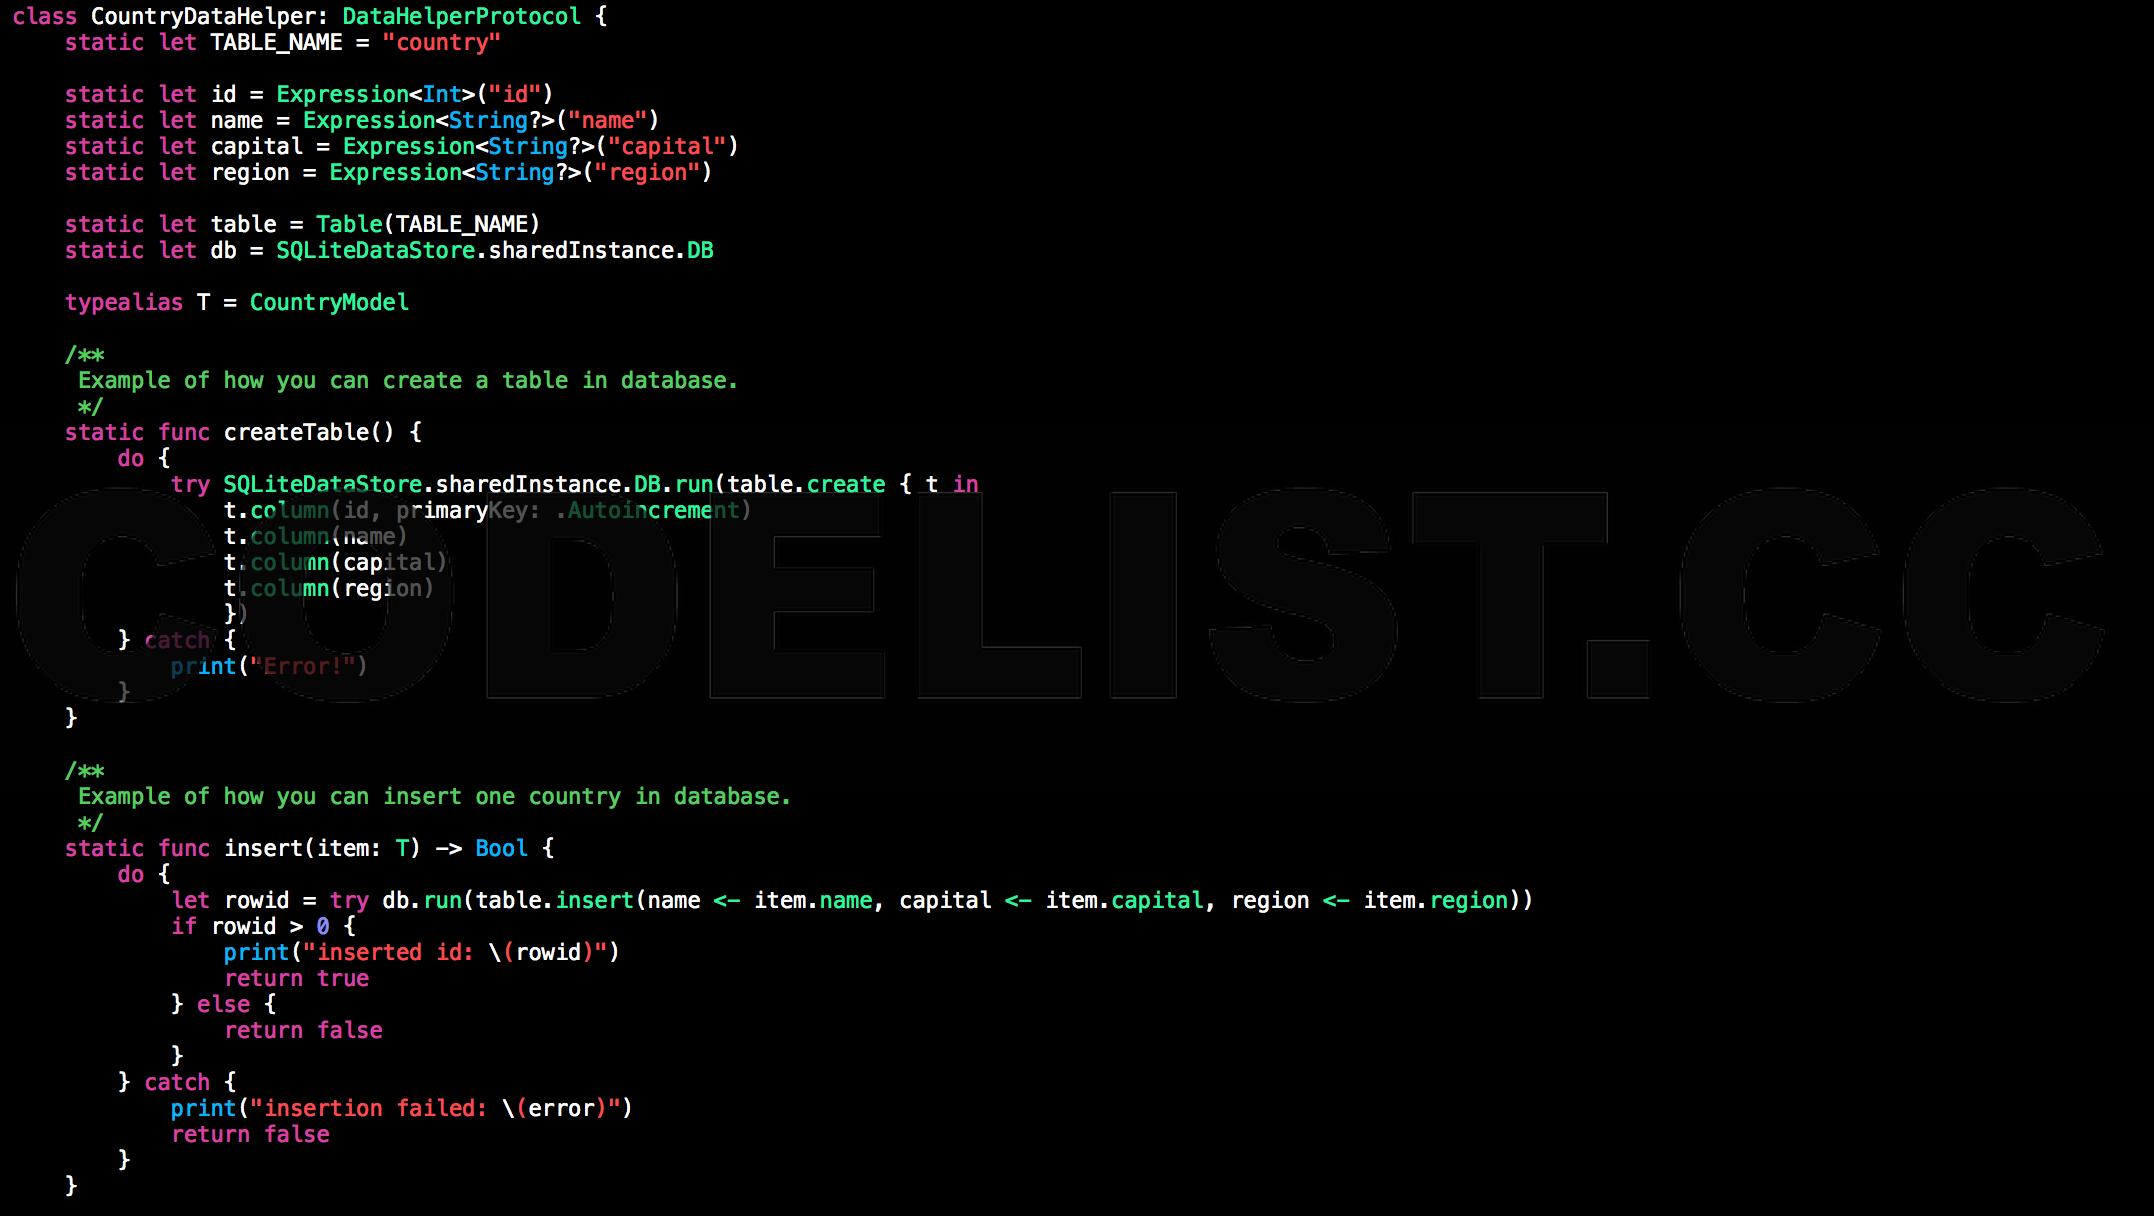 class CountryDataHelper: DataHelperProtocol {
static let TABLE_NAME = "country"
static let id = Expression<Int>("id")
static let name = Expression<String?>("name")
static let capital = Expression<String?>("capital")
static let region = Expression<String?>("region")
static let table = Table(TABLE_NAME)
static let db = SQLiteDataStore.sharedInstance.DB
typealias T = CountryModel
/**
Example of how you can create a table in database.
*/
static func createTable() {
do {
try SQLiteDataStore.sharedInstance.DB.run(table.create { t in
t.column(id, primaryKey: .Autoincrement)
t.column(name)
t.column(capital)
t.column(region)
})
} catch {
print("Error!")
}
}
CODELIST.CC
/**
Example of how you can insert one country in database.
*/
static func insert(item: T) -> Bool {
do {
let rowid = try db.run(table.insert(name <- item.name, capital <- item.capital, region <- item.region))
if rowid > 0 {
print("inserted id: \(rowid)")
return true
} else {
return false
}
} catch {
print("insertion failed: \(error)")
return false
}
}